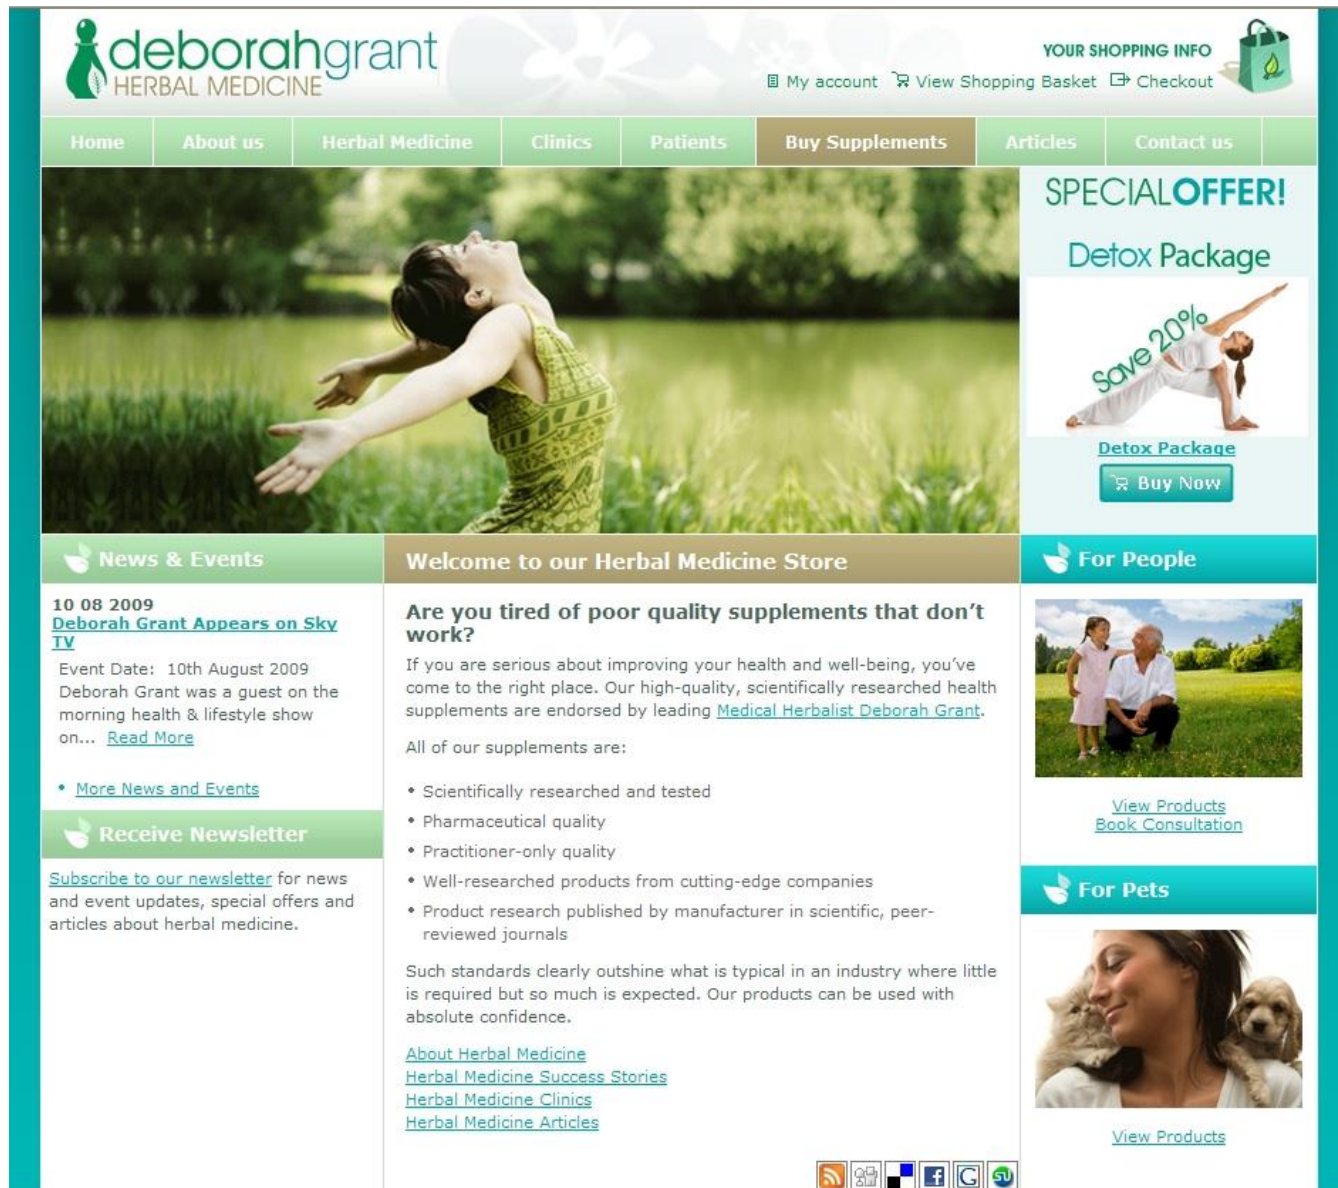 deborahgrant
HERBAL MEDICINE
YOUR SHOPPING INFO
My account View Shopping Basket Checkout
Home About us Herbal Medicine Clinics Patients Buy Supplements Articles Contact us
SPECIALOFFER!
Detox Package
Save 20%
Detox Package
Buy Now
News & Events
10 08 2009
Deborah Grant Appears on Sky
TV
Event Date: 10th August 2009
Deborah Grant was a guest on the
morning health & lifestyle show
on... Read More
• More News and Events
Receive Newsletter
Subscribe to our newsletter for news
and event updates, special offers and
articles about herbal medicine.
Welcome to our Herbal Medicine Store
Are you tired of poor quality supplements that don’t
work?
If you are serious about improving your health and well-being, you’ve
come to the right place. Our high-quality, scientifically researched health
supplements are endorsed by leading Medical Herbalist Deborah Grant.
All of our supplements are:
• Scientifically researched and tested
• Pharmaceutical quality
• Practitioner-only quality
• Well-researched products from cutting-edge companies
• Product research published by manufacturer in scientific, peer-
reviewed journals
Such standards clearly outshine what is typical in an industry where little
is required but so much is expected. Our products can be used with
absolute confidence.
About Herbal Medicine
Herbal Medicine Success Stories
Herbal Medicine Clinics
Herbal Medicine Articles
For People
View Products
Book Consultation
For Pets
View Products